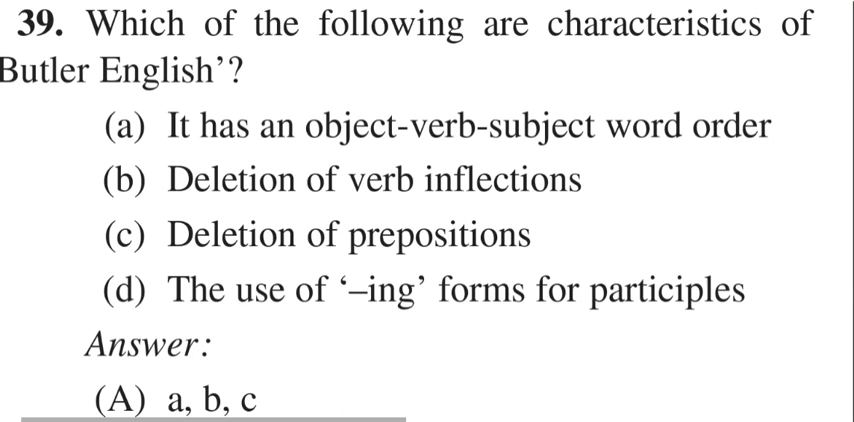 39. Which of the following are characteristics of
Butler English’?
(a) It has an object-verb-subject word order
(b) Deletion of verb inflections
(c) Deletion of prepositions
(d) The use of ‘–ing’ forms for participles
Answer:
(A) a, b, c